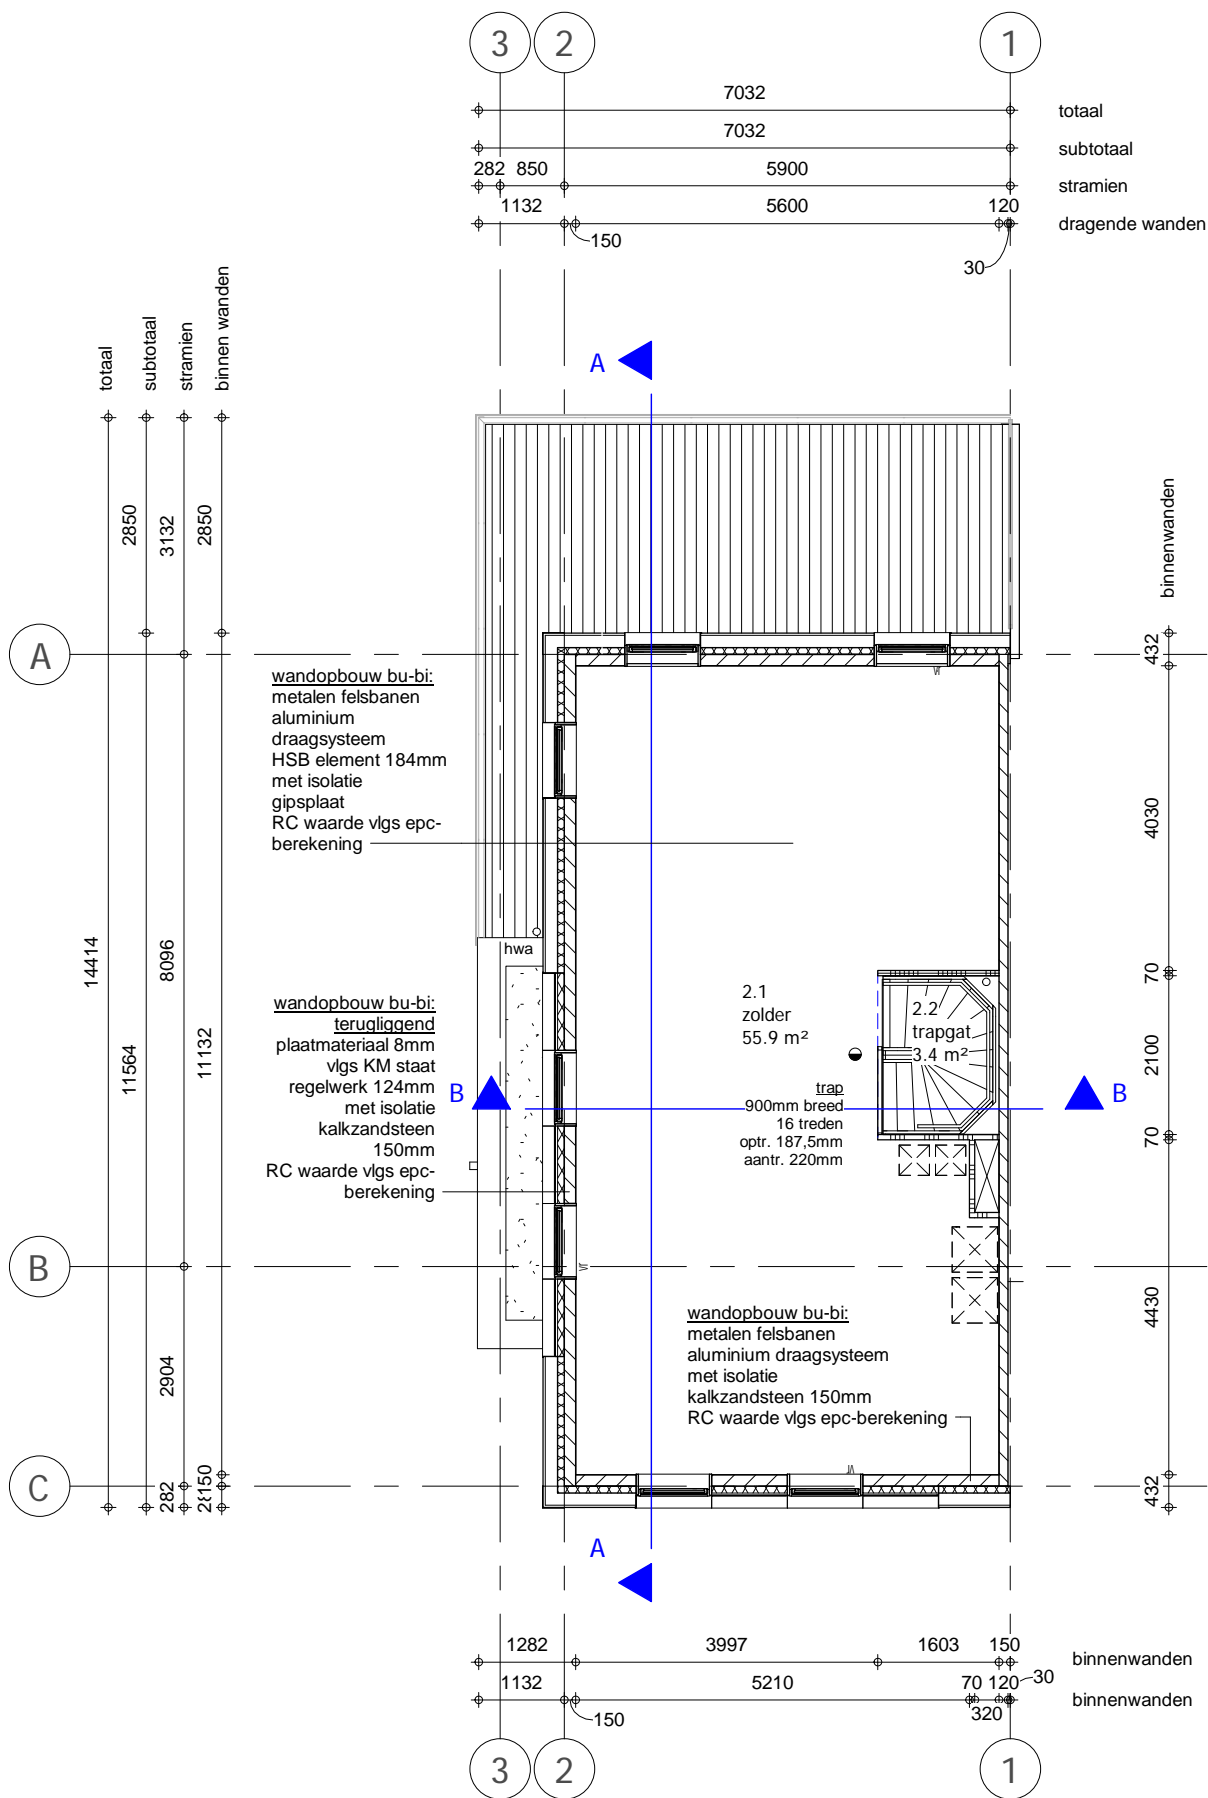 3 2 1
7032 totaal
7032 subtotaal
282 850 5900 stramien
1132 5600 120 dragende wanden
150
30
totaal
subtotaal
stramien
binnen wanden
A
2850
3132
2850
14414
11564
8096
11132
2904
282
150
A
B
C
wandopbouw bu-bi:
metalen felsbanen
aluminium
draagsysteem
HSB element 184mm
met isolatie
gipsplaat
RC waarde vlgs epc-
berekening
hwa
wandopbouw bu-bi:
terugliggend
plaatmateriaal 8mm
vlgs KM staat
regelwerk 124mm
met isolatie
kalkzandsteen
150mm
RC waarde vlgs epc-
berekening
B
2.1
zolder
55.9 m²
2.2
trapgat
3.4 m²
trap
900mm breed
16 treden
optr. 187,5mm
aantr. 220mm
B
wandopbouw bu-bi:
metalen felsbanen
aluminium draagsysteem
met isolatie
kalkzandsteen 150mm
RC waarde vlgs epc-berekening
binnenwanden
432
4030
70
2100
70
4430
432
A
1282 3997 1603 150 binnenwanden
1132 5210 70 120 30 binnenwanden
150 320
3 2 1